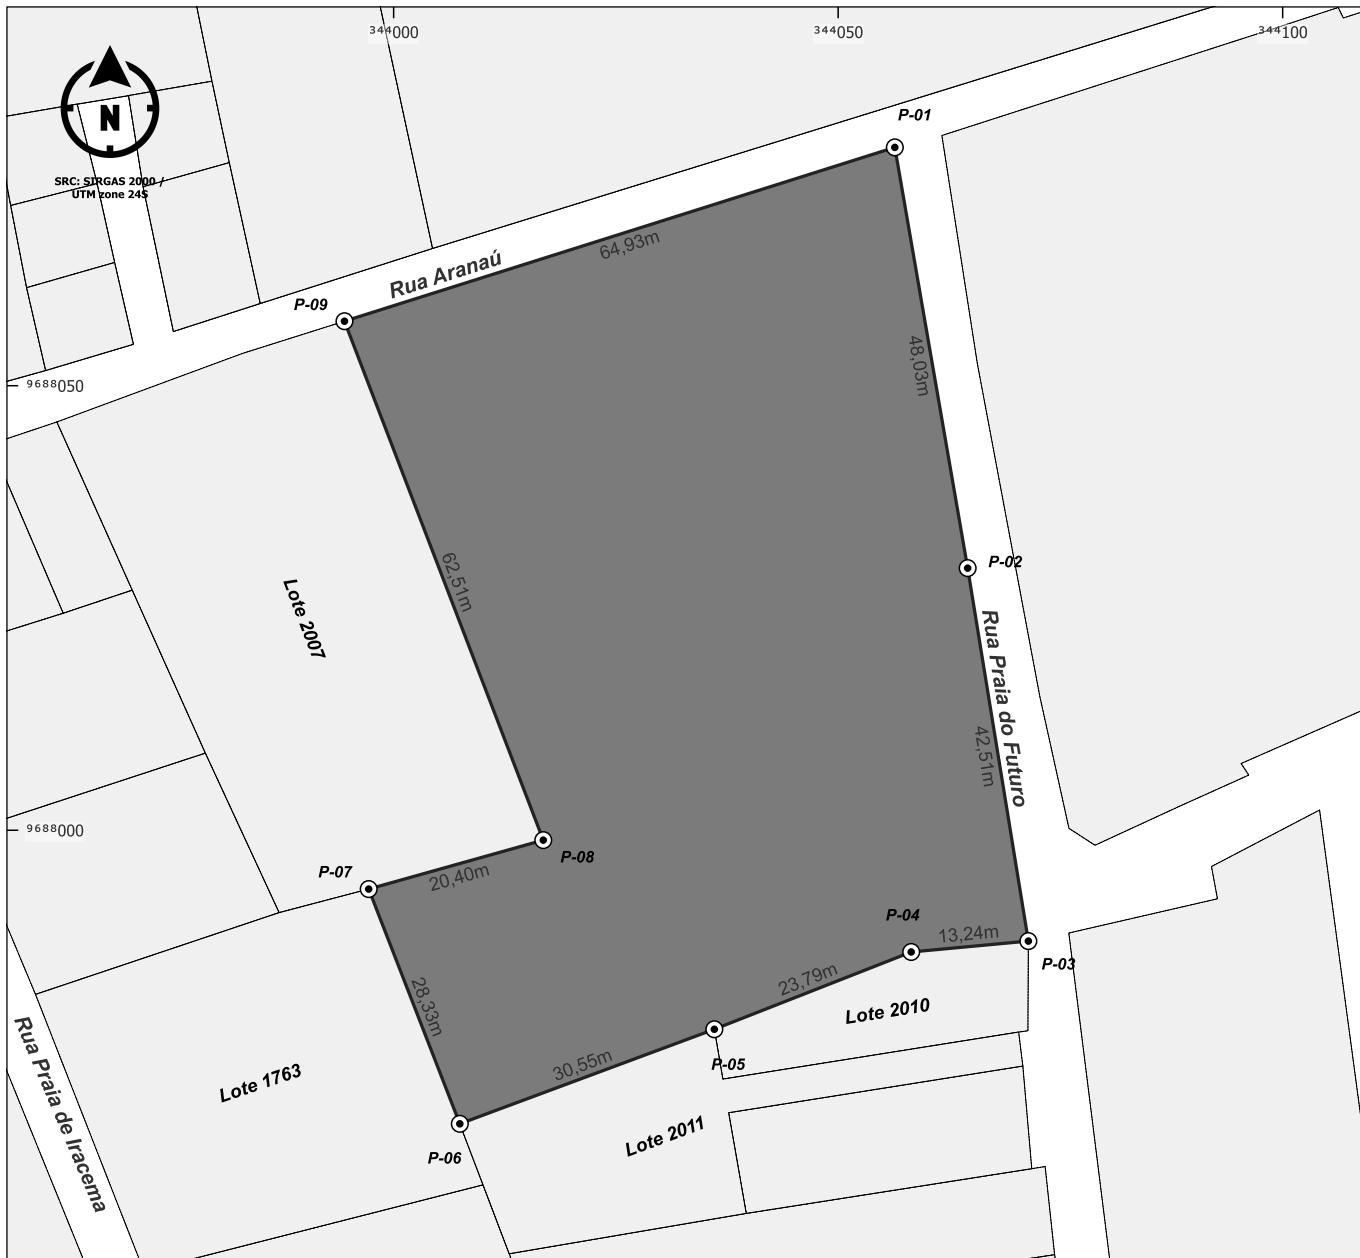 344000
344050
344100
N
SRC: SIRGAS 2000 /
UTM zone 24S
P-01
64,93m
Rua Aranaú
P-09
48,03m
9688050
P-02
62,51m
Lote 2007
Rua Praia do Futuro
42,51m
9688000
P-08
P-07
20,40m
P-04
13,24m
P-03
23,79m
28,33m
Lote 2010
Rua Praia de Iracema
30,55m
P-05
Lote 1763
Lote 2011
P-06